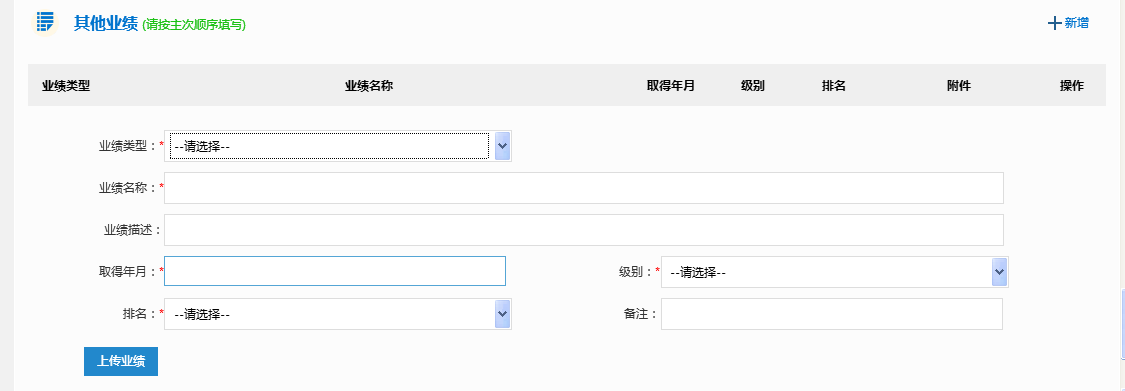 其他业绩 (请按主次顺序填写) 新增
业绩类型 业绩名称 取得年月 级别 排名 附件 操作
业绩类型：* --请选择--
业绩名称：*
业绩描述：
取得年月：* 级别：* --请选择--
排名：* --请选择-- 备注：
上传业绩